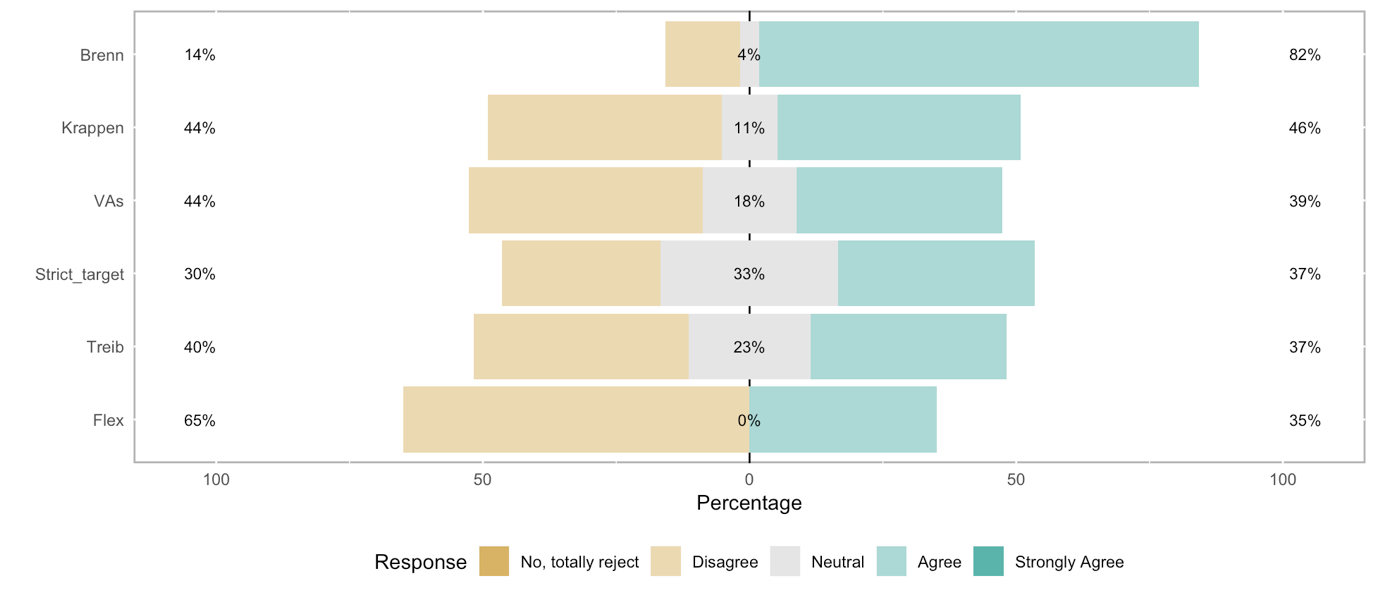 Brenn 14% 4% 82%
Krappen 44% 11% 46%
VAs 44% 18% 39%
Strict_target 30% 33% 37%
Treib 40% 23% 37%
Flex 65% 0% 35%
100 50 0 50 100
Percentage
Response No, totally reject Disagree Neutral Agree Strongly Agree